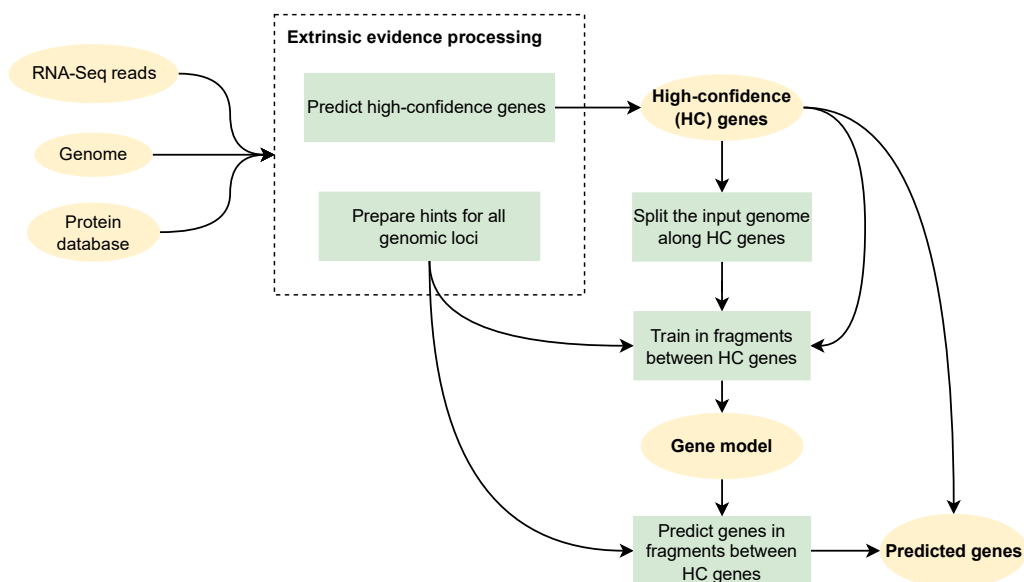 Extrinsic evidence processing
RNA-Seq reads
Genome
Protein
database
Predict high-confidence genes
High-confidence
(HC) genes
Prepare hints for all
genomic loci
Split the input genome
along HC genes
Train in fragments
between HC genes
Gene model
Predict genes in
fragments between
HC genes
Predicted genes